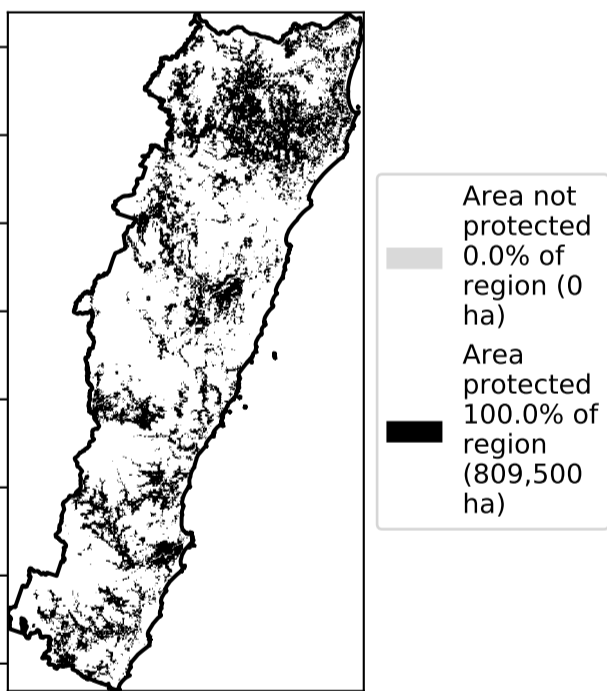 Area not
protected
0.0% of
region (0
ha)
Area
protected
100.0% of
region
(809,500
ha)